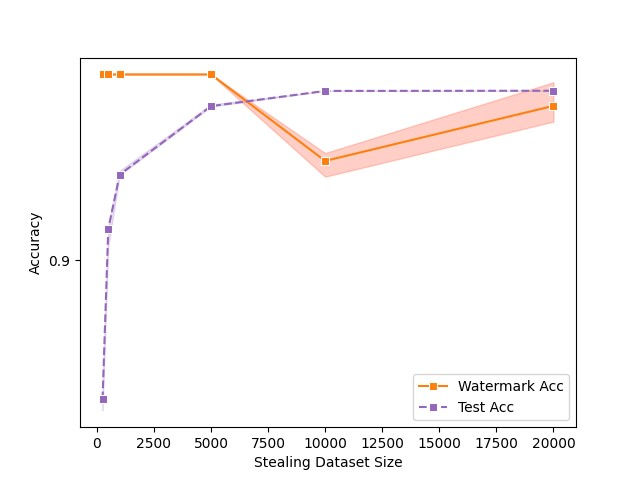 Accuracy
0.9
Watermark Acc
Test Acc
0 2500 5000 7500 10000 12500 15000 17500 20000
Stealing Dataset Size